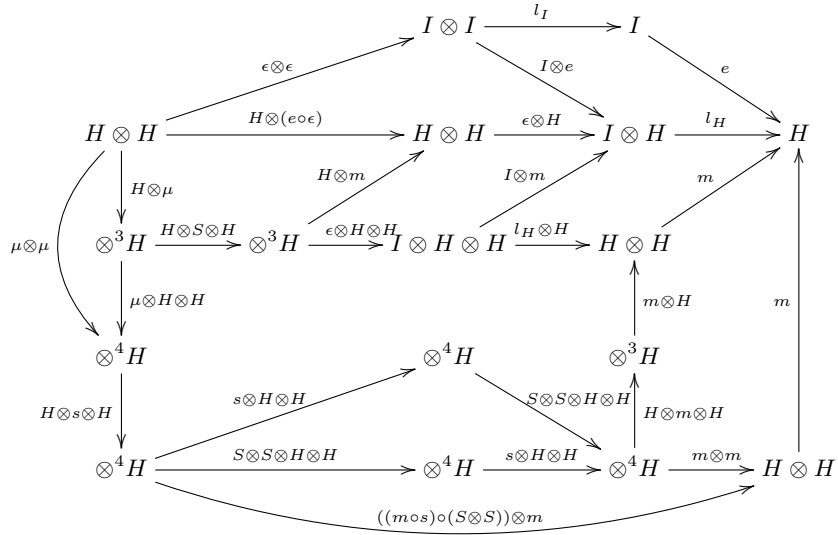 I ⊗ I l_I I
ϵ⊗ϵ I⊗e e
H ⊗ H H⊗(e∘ϵ) H ⊗ H ϵ⊗H I ⊗ H l_H H
H⊗μ H⊗m I⊗m m
⊗³H H⊗S⊗H ⊗³H ϵ⊗H⊗H I ⊗ H ⊗ H l_H⊗H H ⊗ H
μ⊗μ
μ⊗H⊗H m⊗H m
⊗⁴H ⊗⁴H ⊗³H
H⊗s⊗H s⊗H⊗H S⊗S⊗H⊗H H⊗m⊗H
⊗⁴H S⊗S⊗H⊗H ⊗⁴H s⊗H⊗H ⊗⁴H m⊗m H ⊗ H
((m∘s)∘(S⊗S))⊗m